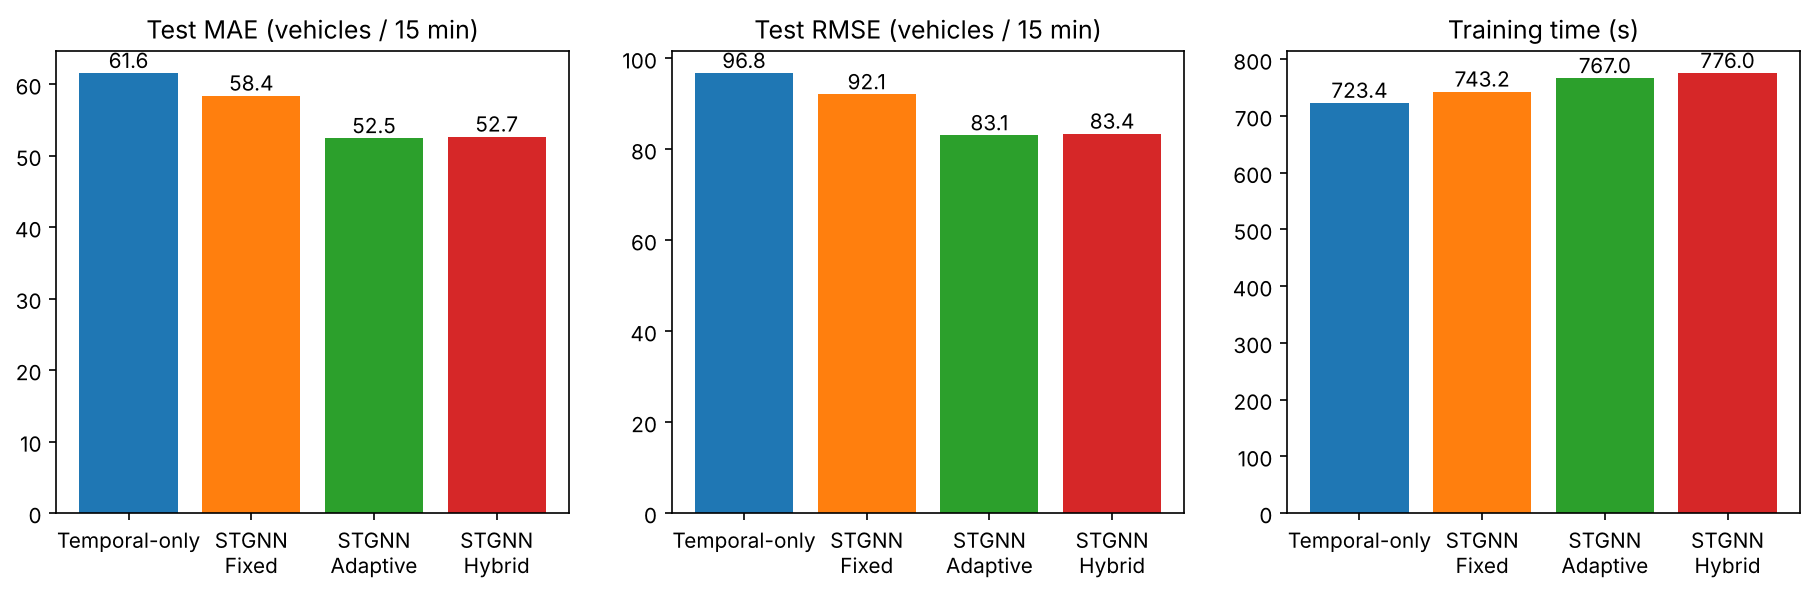 Test MAE (vehicles / 15 min)
61.6
58.4
52.5
52.7
60
50
40
30
20
10
0
Temporal-only
STGNN
Fixed
STGNN
Adaptive
STGNN
Hybrid
Test RMSE (vehicles / 15 min)
96.8
92.1
83.1
83.4
100
80
60
40
20
0
Temporal-only
STGNN
Fixed
STGNN
Adaptive
STGNN
Hybrid
Training time (s)
723.4
743.2
767.0
776.0
800
700
600
500
400
300
200
100
0
Temporal-only
STGNN
Fixed
STGNN
Adaptive
STGNN
Hybrid